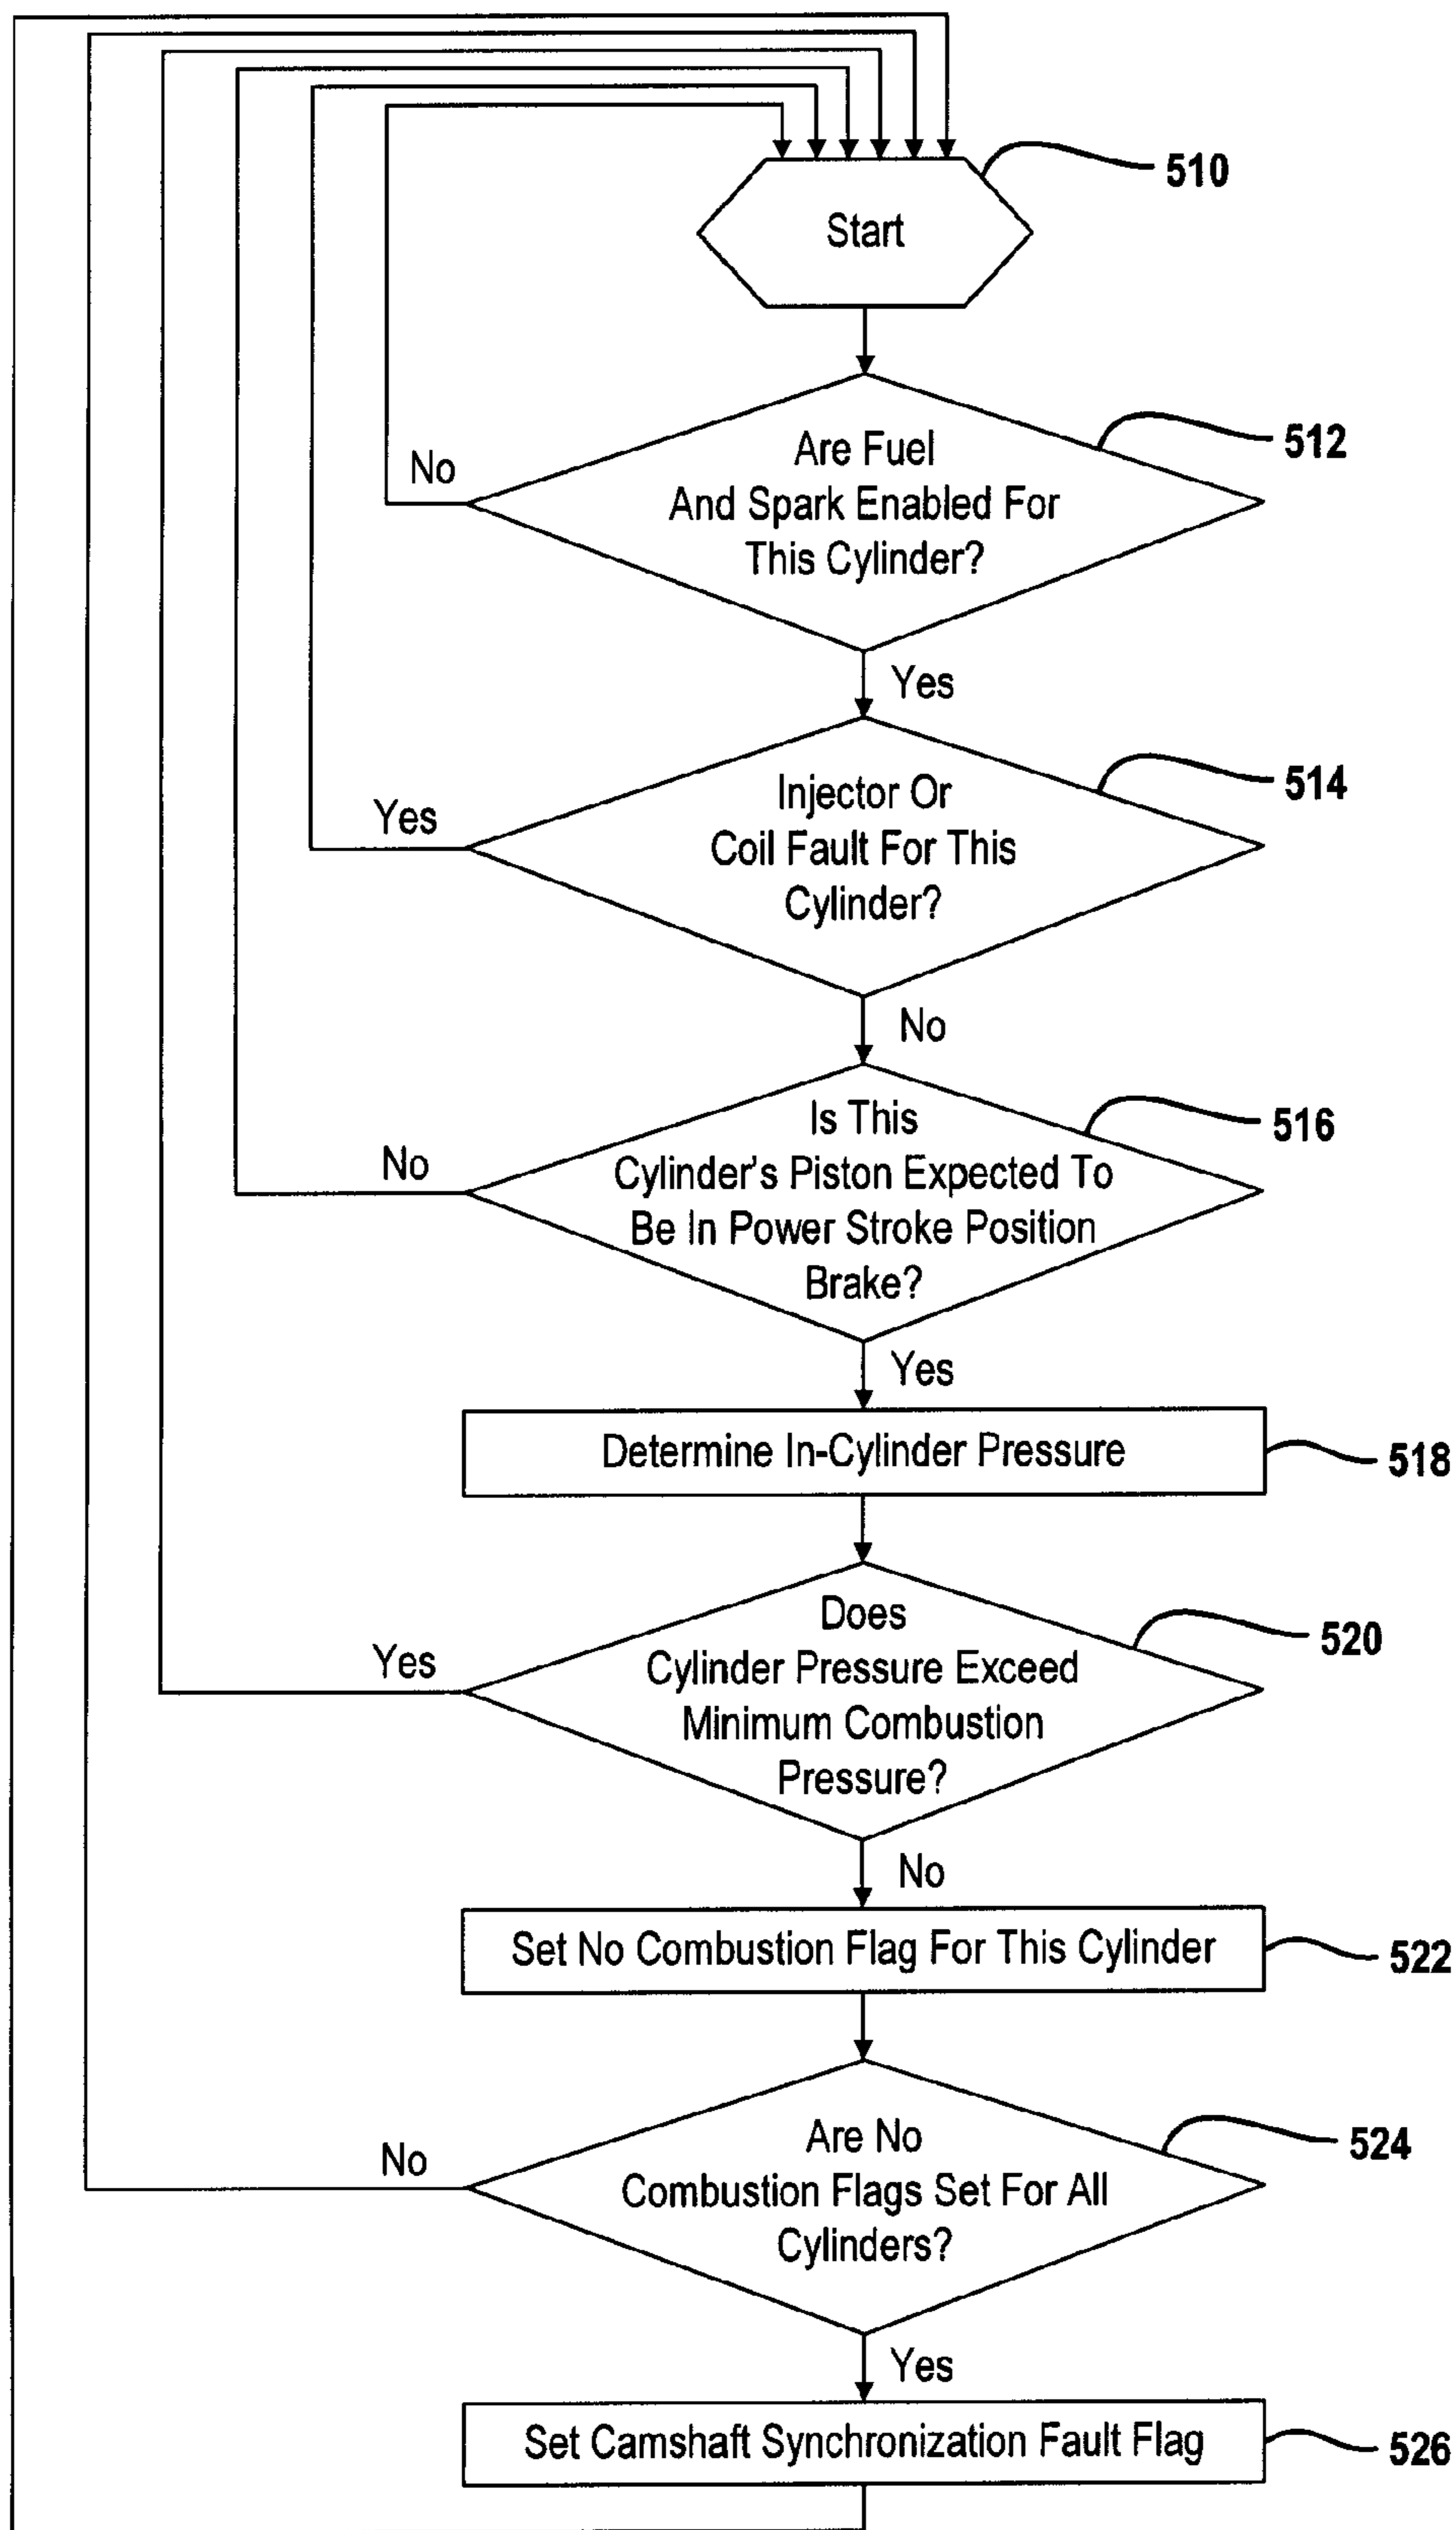 510
Start
512
Are Fuel
And Spark Enabled For
This Cylinder?
No
Yes
514
Injector Or
Coil Fault For This
Cylinder?
Yes
No
516
Is This
Cylinder's Piston Expected To
Be In Power Stroke Position
Brake?
No
Yes
Determine In-Cylinder Pressure
518
Does
Cylinder Pressure Exceed
Minimum Combustion
Pressure?
520
Yes
No
Set No Combustion Flag For This Cylinder
522
Are No
Combustion Flags Set For All
Cylinders?
524
No
Yes
Set Camshaft Synchronization Fault Flag
526